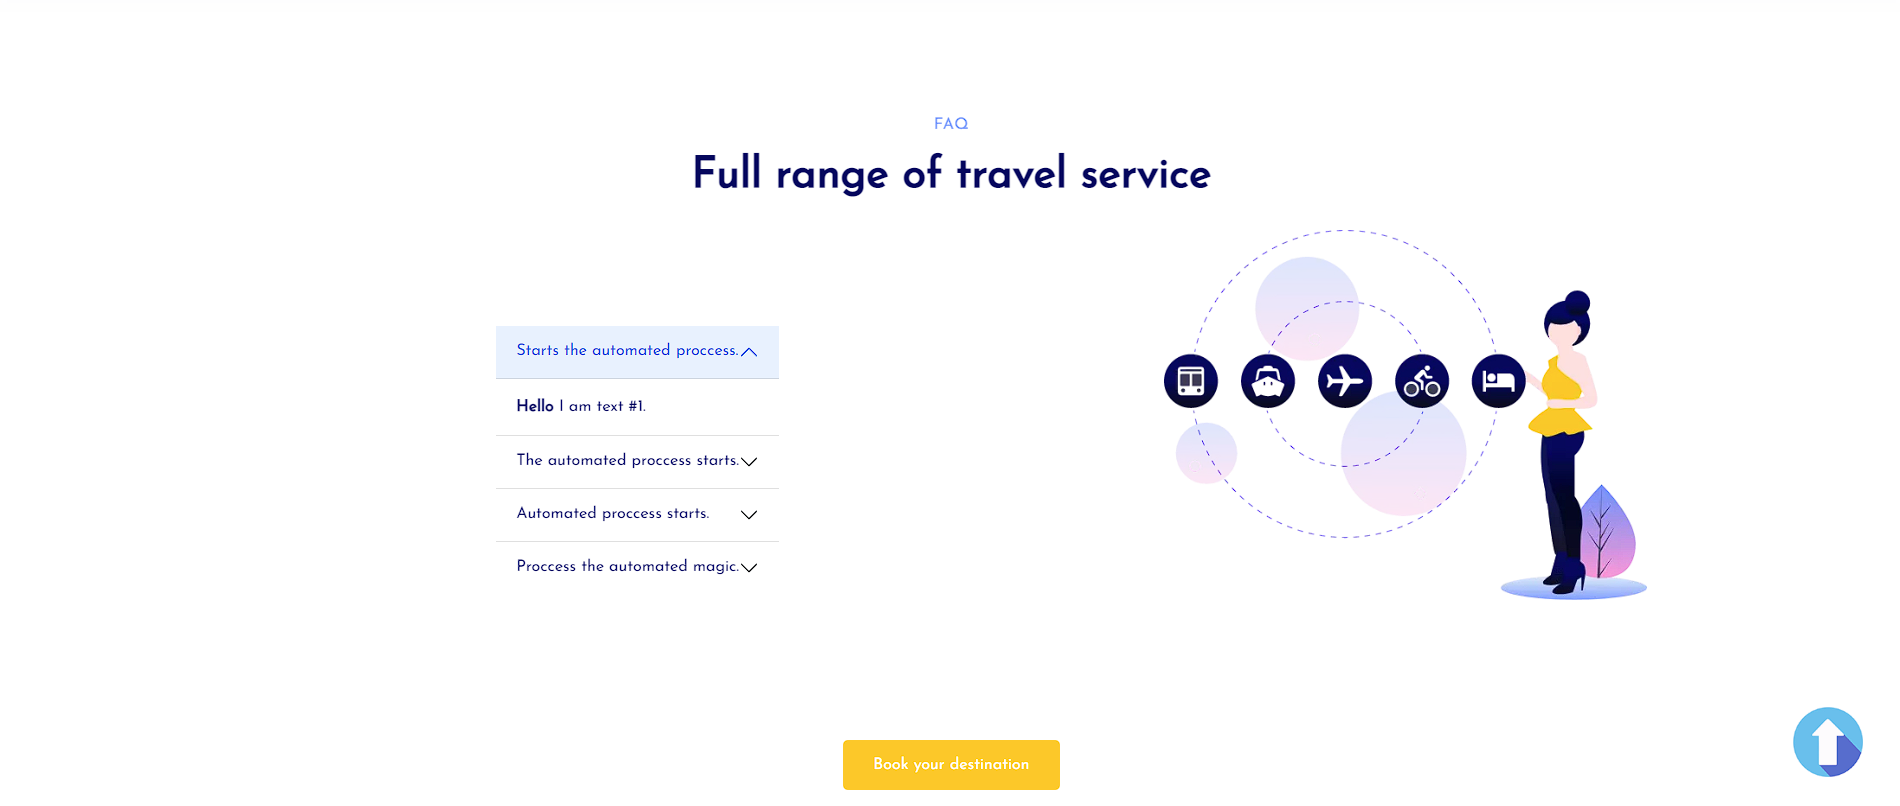 FAQ
Full range of travel service
Starts the automated proccess.
Hello I am text #1.
The automated proccess starts.
Automated proccess starts.
Proccess the automated magic.
Book your destination